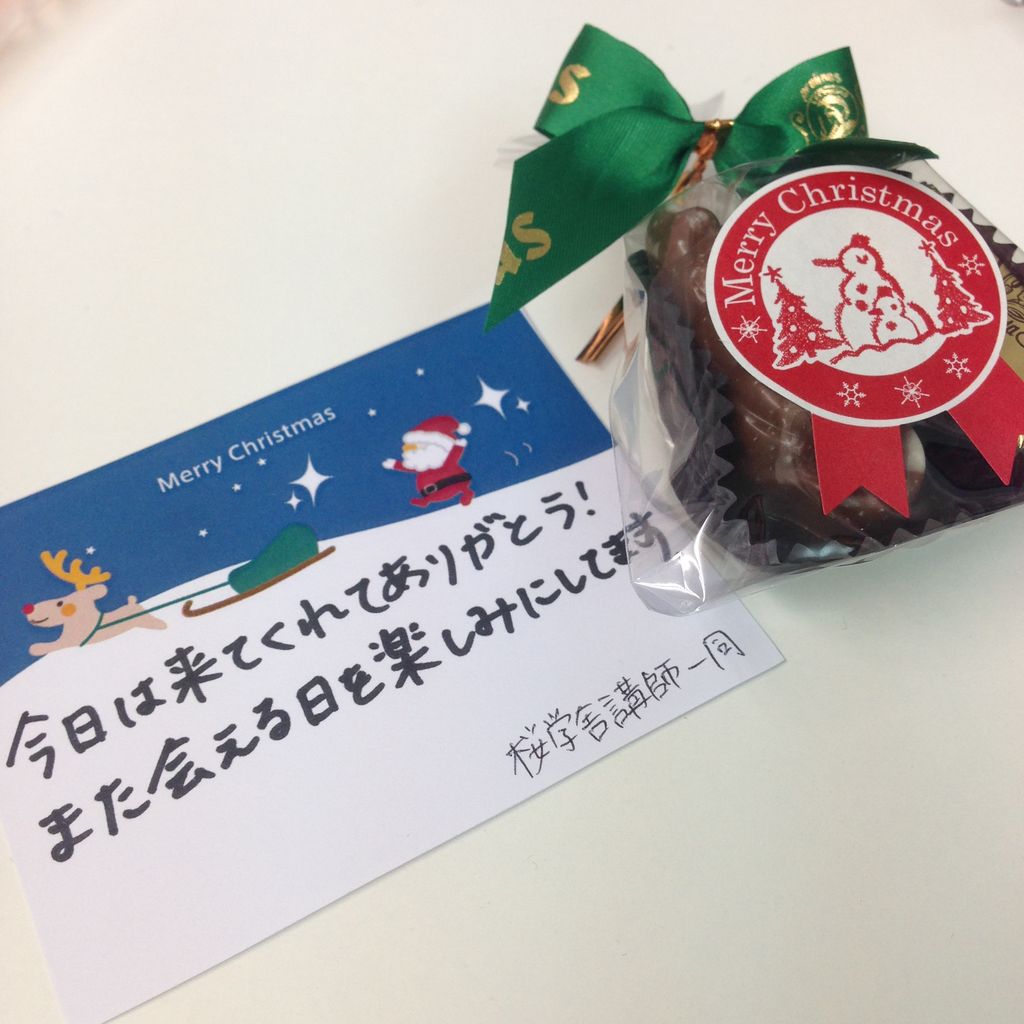 Merry Christmas
今日は来てくれてありがとう!
また会える日を楽しみにしてます
桜学舎講師一同
Merry Christmas
S
AS